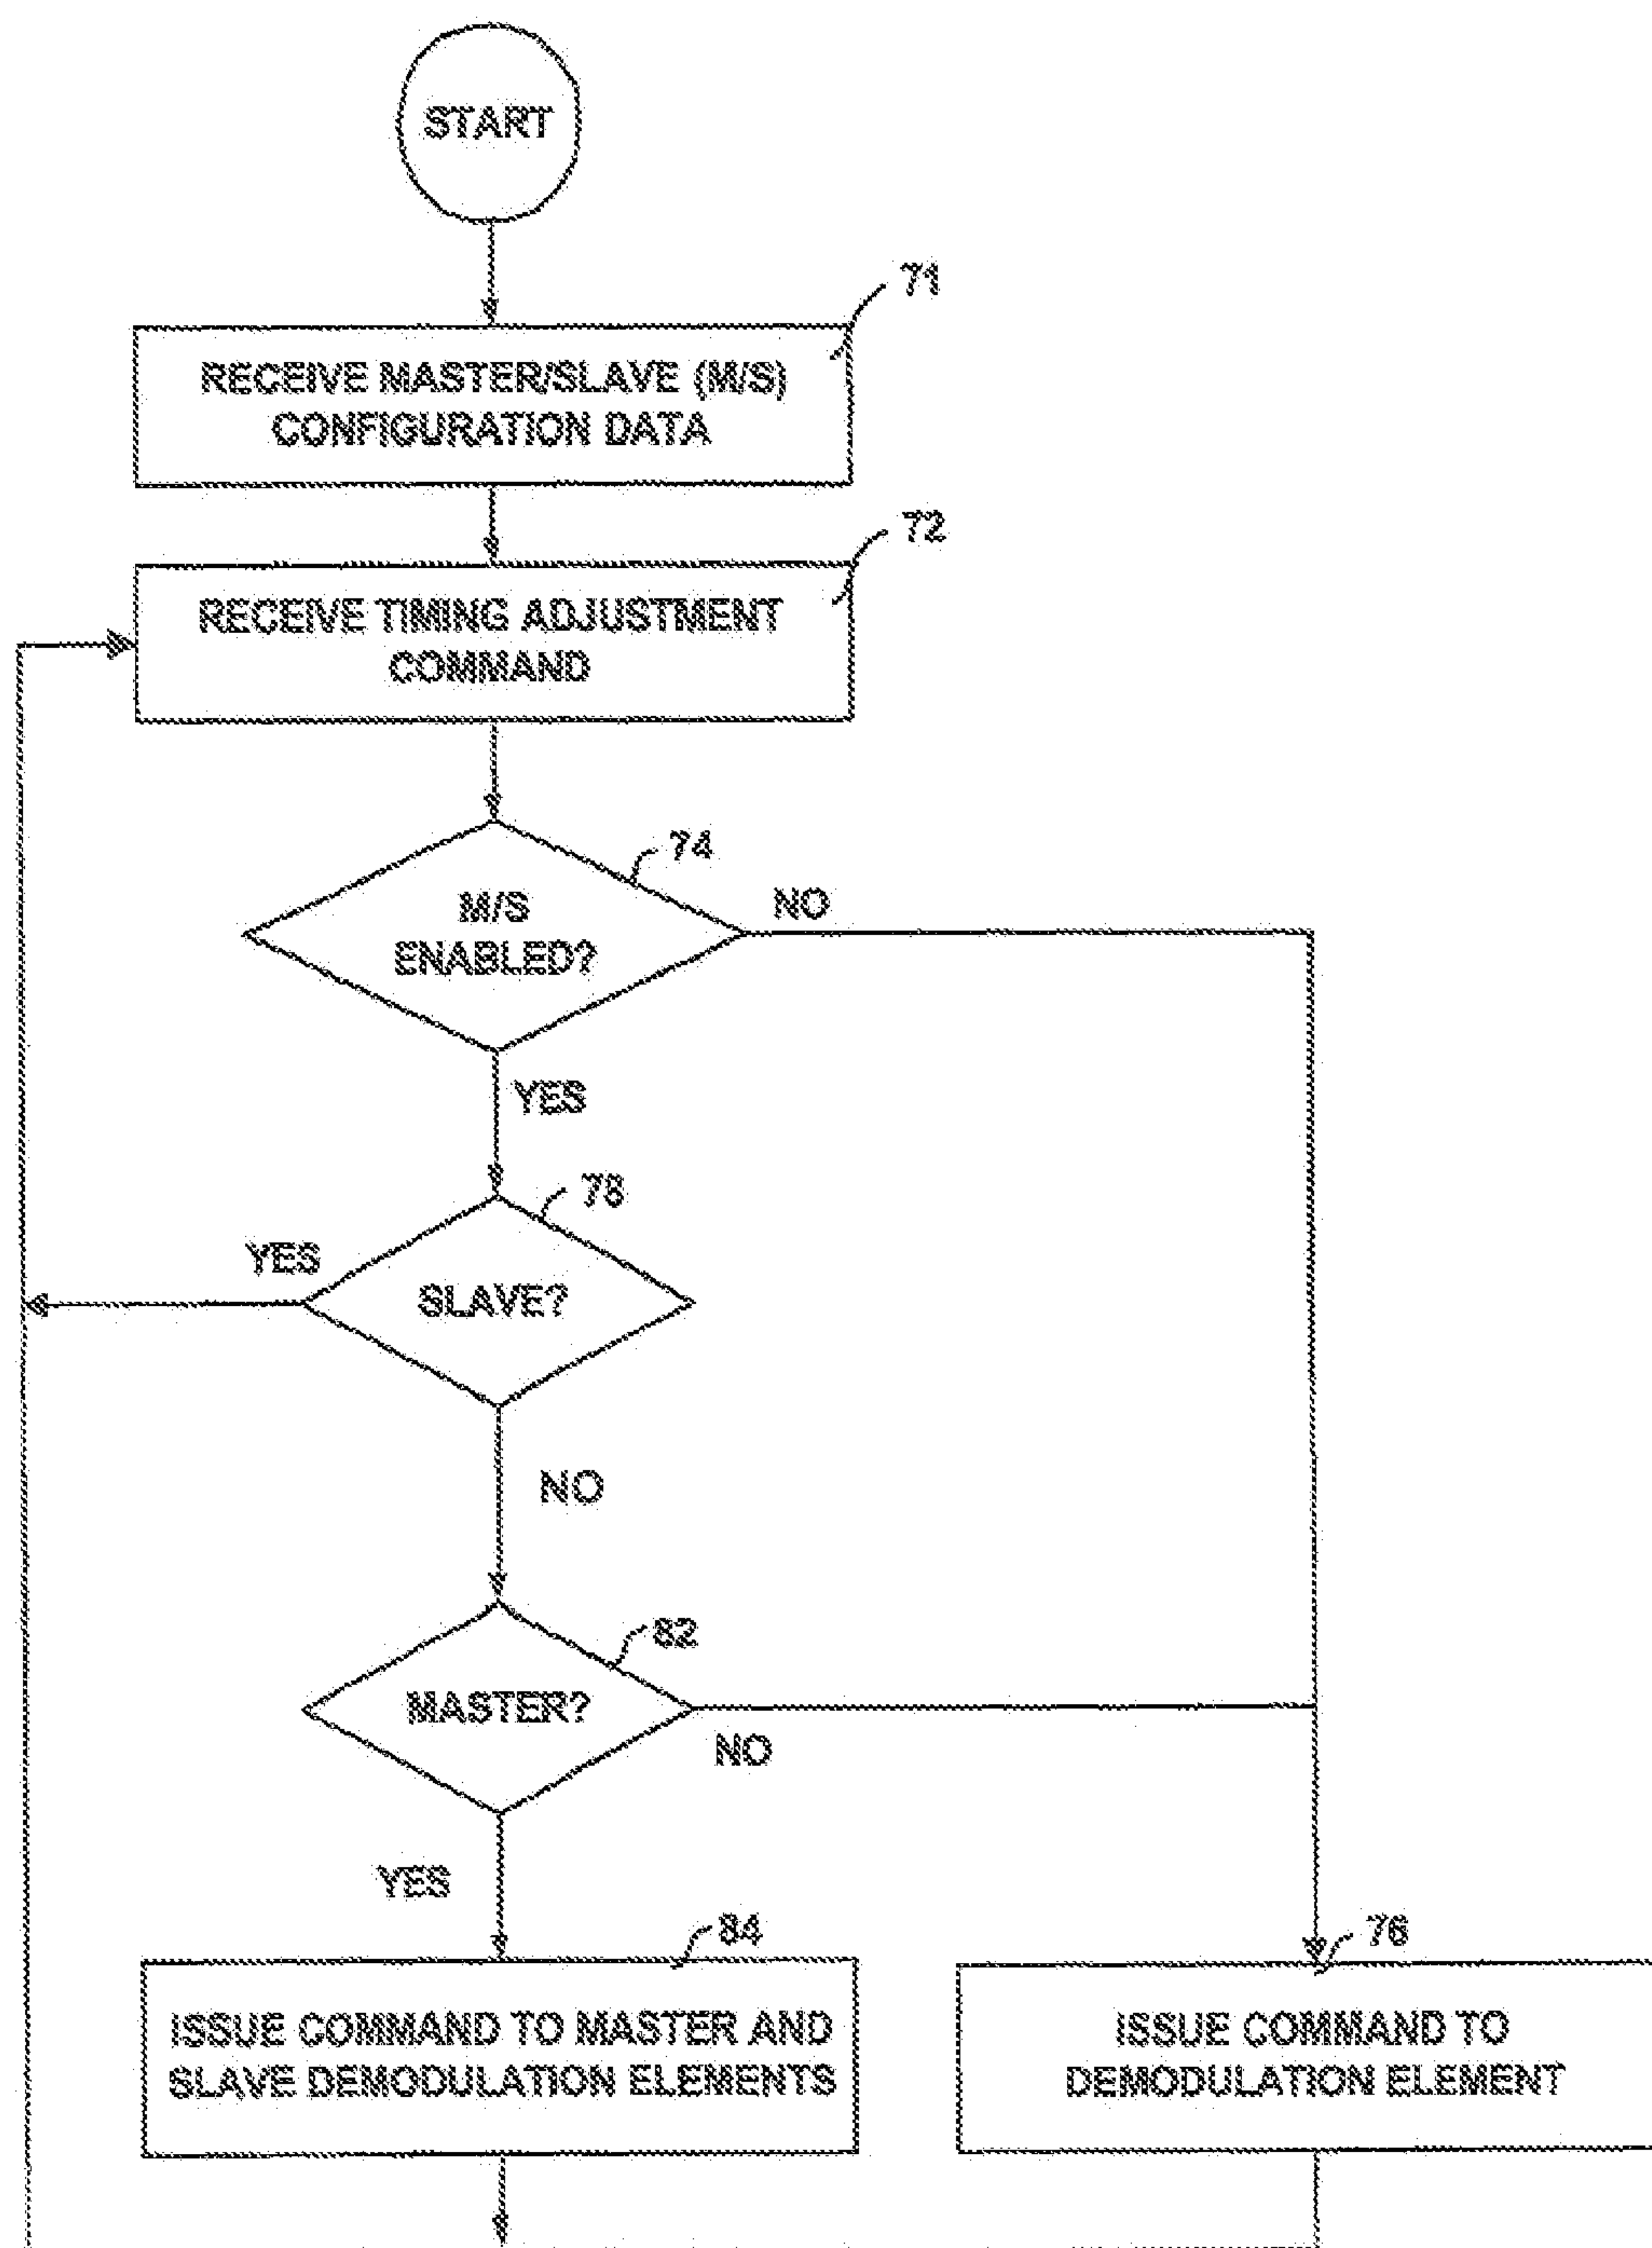 START
71
RECEIVE MASTER/SLAVE (M/S)
CONFIGURATION DATA
72
RECEIVE TIMING ADJUSTMENT
COMMAND
74
M/S
ENABLED?
NO
YES
78
YES
SLAVE?
NO
82
MASTER?
NO
YES
84
ISSUE COMMAND TO MASTER AND
SLAVE DEMODULATION ELEMENTS
76
ISSUE COMMAND TO
DEMODULATION ELEMENT